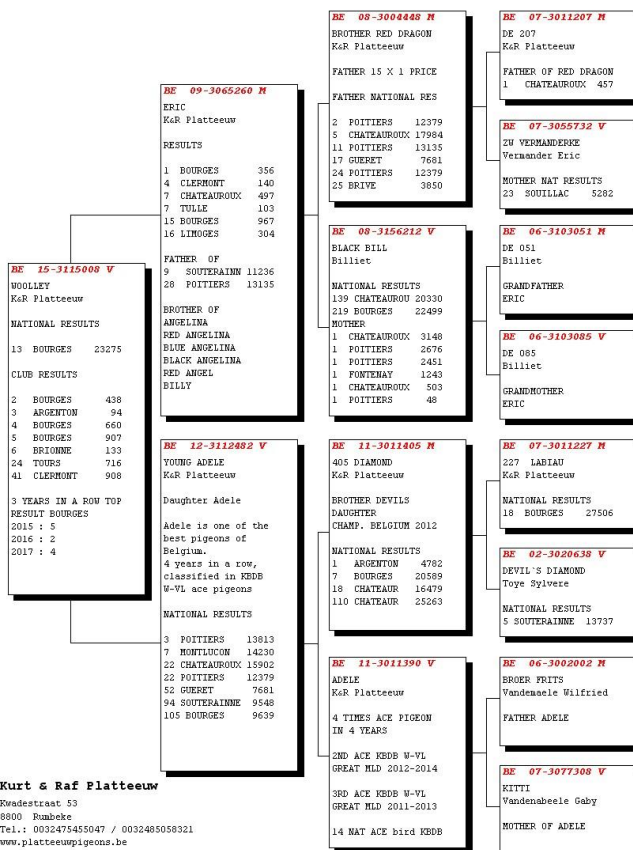 BE 15-3115008 V
WOOLLEY
K&R Platteeuw
NATIONAL RESULTS
13 BOURGES 23275
CLUB RESULTS
2 BOURGES 438
3 ARGENTON 94
4 BOURGES 660
5 BOURGES 907
6 BRIONNE 133
24 TOURS 716
41 CLERMONT 908
3 YEARS IN A ROW TOP
RESULT BOURGES
2015 : 5
2016 : 2
2017 : 4
BE 09-3065260 M
ERIC
K&R Platteeuw
RESULTS
1 BOURGES 356
4 CLERMONT 140
7 CHATEAUROUX 497
7 TULLE 103
15 BOURGES 967
16 LIMOGES 304
FATHER OF
9 SOUTERAINN 11236
28 POITIERS 13135
BROTHER OF
ANGELINA
RED ANGELINA
BLUE ANGELINA
BLACK ANGELINA
RED ANGEL
BILLY
BE 12-3112482 V
YOUNG ADELE
K&R Platteeuw
Daughter Adele
Adele is one of the
best pigeons of
Belgium.
4 years in a row,
classified in KBDB
W-VL ace pigeons
NATIONAL RESULTS
3 POITIERS 13813
7 MONTLUCON 14230
22 CHATEAUROUX 15902
22 POITIERS 12379
52 GUERET 7681
94 SOUTERAINNE 9548
105 BOURGES 9639
BE 08-3004448 M
BROTHER RED DRAGON
K&R Platteeuw
FATHER 15 X 1 PRICE
FATHER NATIONAL RES
2 POITIERS 12379
5 CHATEAUROUX 17984
11 POITIERS 13135
17 GUERET 7681
24 POITIERS 12379
25 BRIVE 3850
BE 08-3156212 V
BLACK BILL
Billiet
NATIONAL RESULTS
139 CHATEAUROU 20330
219 BOURGES 22499
MOTHER
1 CHATEAUROUX 3148
1 POITIERS 2676
1 POITIERS 2451
1 FONTENAY 1243
1 CHATEAUROUX 503
1 POITIERS 48
BE 11-3011405 M
405 DIAMOND
K&R Platteeuw
BROTHER DEVILS
DAUGHTER
CHAMP. BELGIUM 2012
NATIONAL RESULTS
1 ARGENTON 4782
7 BOURGES 20589
18 CHATEAUR 16479
110 CHATEAUR 25263
BE 11-3011390 V
ADELE
K&R Platteeuw
4 TIMES ACE PIGEON
IN 4 YEARS
2ND ACE KBDB W-VL
GREAT MLD 2012-2014
3RD ACE KBDB W-VL
GREAT MLD 2011-2013
14 NAT ACE bird KBDB
BE 07-3011207 M
DE 207
K&R Platteeuw
FATHER OF RED DRAGON
1 CHATEAUROUX 457
BE 07-3055732 V
ZW VERMANDERKE
Vermander Eric
MOTHER NAT RESULTS
23 SOUILLAC 5282
BE 06-3103051 M
DE 051
Billiet
GRANDFATHER
ERIC
BE 06-3103085 V
DE 085
Billiet
GRANDMOTHER
ERIC
BE 07-3011227 M
227 LABIAU
K&R Platteeuw
NATIONAL RESULTS
18 BOURGES 27506
BE 02-3020638 V
DEVIL`S DIAMOND
Toye Sylvere
NATIONAL RESULTS
5 SOUTERAINNE 13737
BE 06-3002002 M
BROER FRITS
Vandemaele Wilfried
FATHER ADELE
BE 07-3077308 V
KITTI
Vandenabeele Gaby
MOTHER OF ADELE
Kurt & Raf Platteeuw
Kwadestraat 53
8800 Rumbeke
Tel.: 0032475455047 / 0032485058321
www.platteeuwpigeons.be